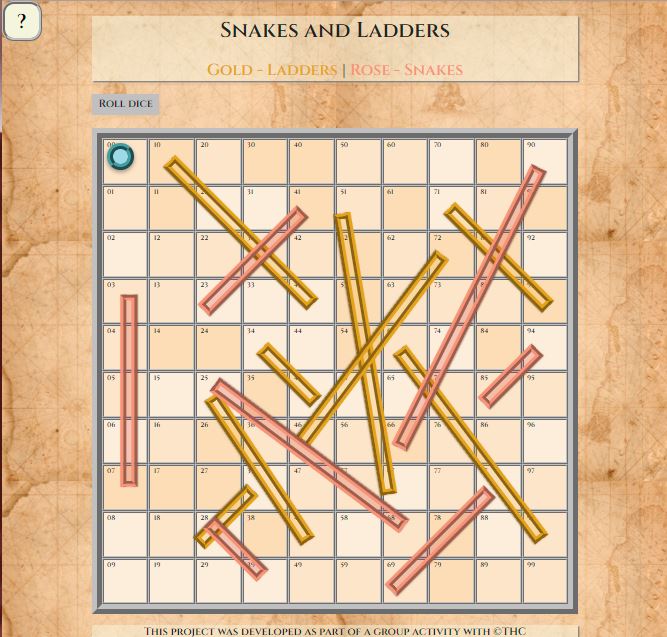 ?
Snakes and Ladders
Gold - Ladders | Rose - Snakes
Roll dice
00 10 20 30 40 50 60 70 80 90
01 11 31 41 51 61 71 81
02 12 22 42 62 72 92
03 13 23 33 63 73
04 14 24 34 44 54 74 84 94
05 15 25 35 65 85 95
06 16 26 36 46 56 76 86 96
07 17 27 47 77 97
08 18 28 38 58 68 78 88
09 19 29 39 49 59 69 79 89 99
This project was developed as part of a group activity with ©THC